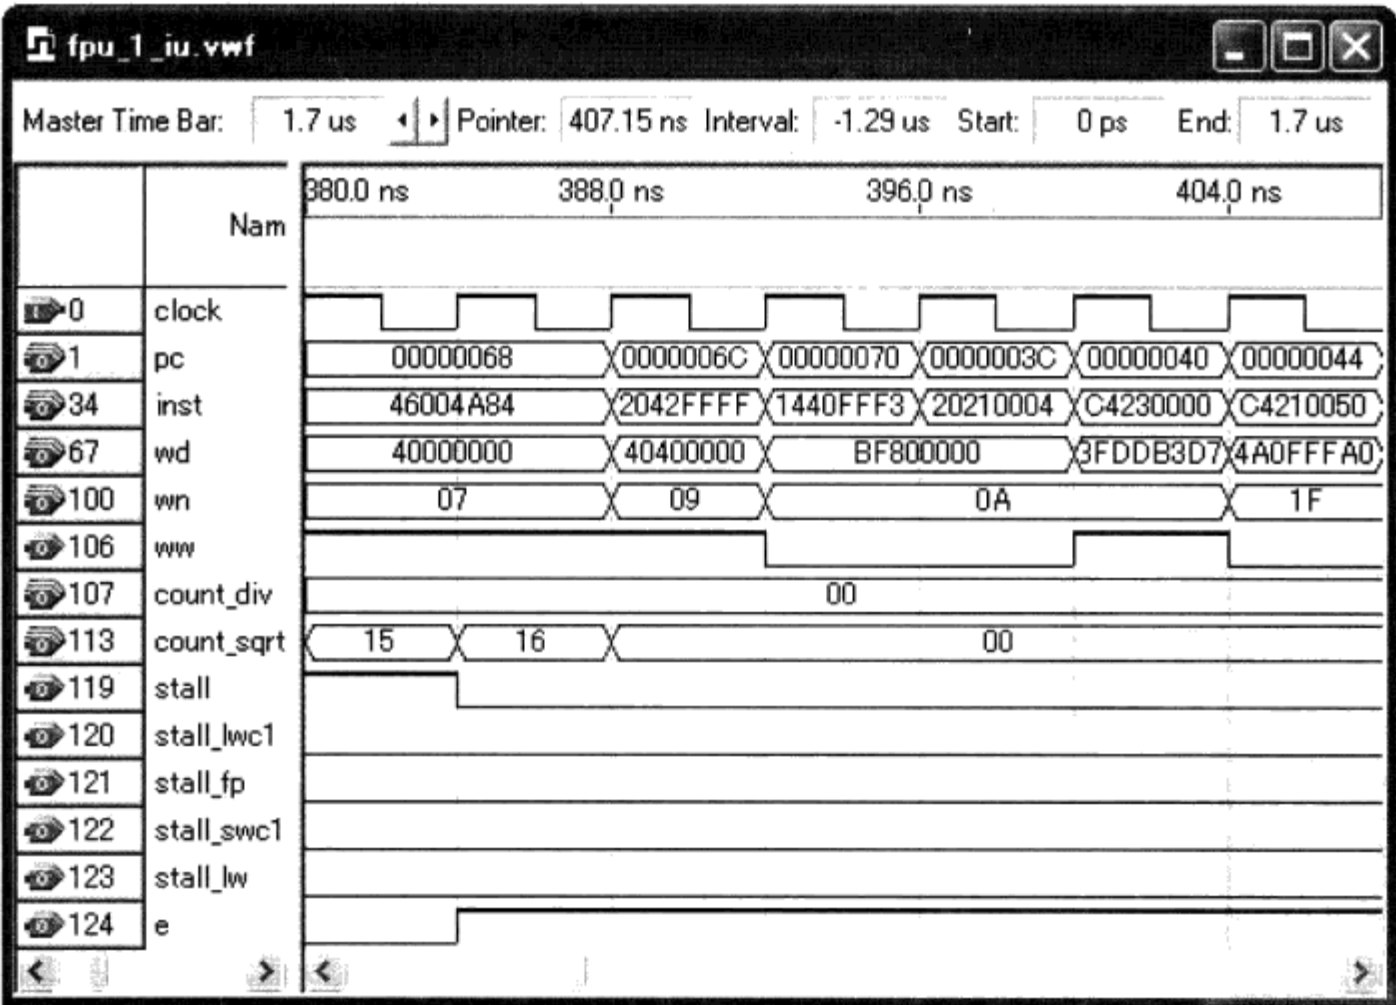 fpu_1_iu.vwf
Master Time Bar: 1.7 us Pointer: 407.15 ns Interval: -1.29 us Start: 0 ps End: 1.7 us
Nam 380.0 ns 388.0 ns 396.0 ns 404.0 ns
0 clock
1 pc 00000068 0000006C 00000070 0000003C 00000040 00000044
34 inst 46004A84 2042FFFF 1440FFF3 20210004 C4230000 C4210050
67 wd 40000000 40400000 BF800000 3FDDB3D7 4A0FFFA0
100 wn 07 09 0A 1F
106 ww
107 count_div 00
113 count_sqrt 15 16 00
119 stall
120 stall_lwc1
121 stall_fp
122 stall_swc1
123 stall_lw
124 e